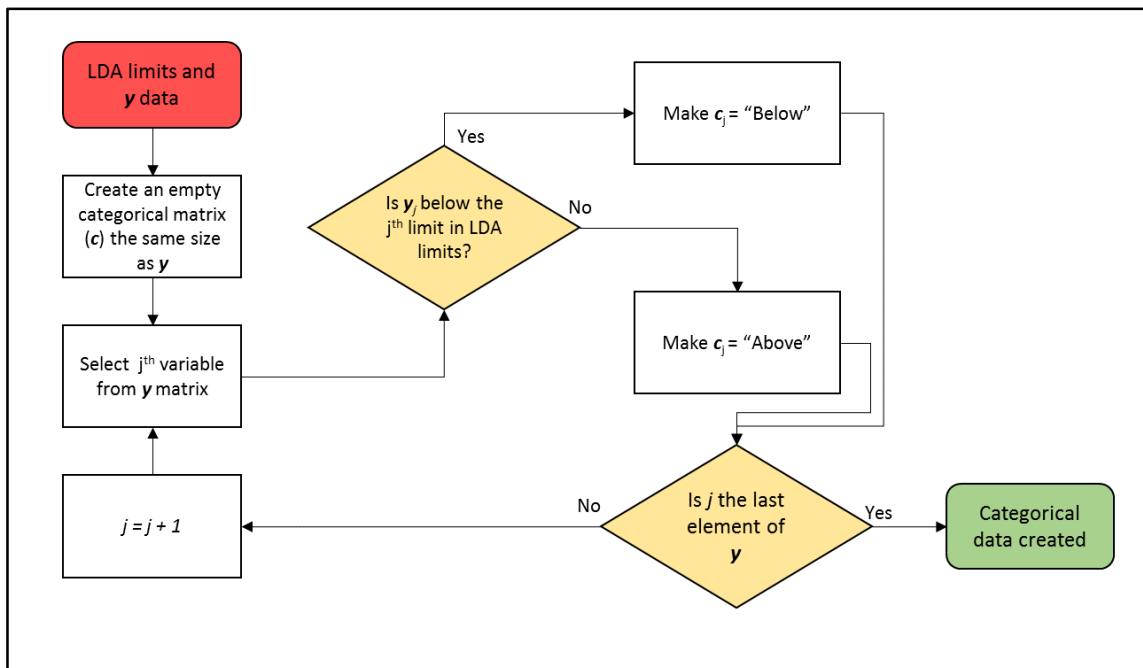 LDA limits and
y data
Create an empty
categorical matrix
(c) the same size
as y
Select jth variable
from y matrix
j = j + 1
Yes
Is yj below the
jth limit in LDA
limits?
No
Make cj = “Below”
Make cj = “Above”
No
Is j the last
element of
y
Yes
Categorical
data created